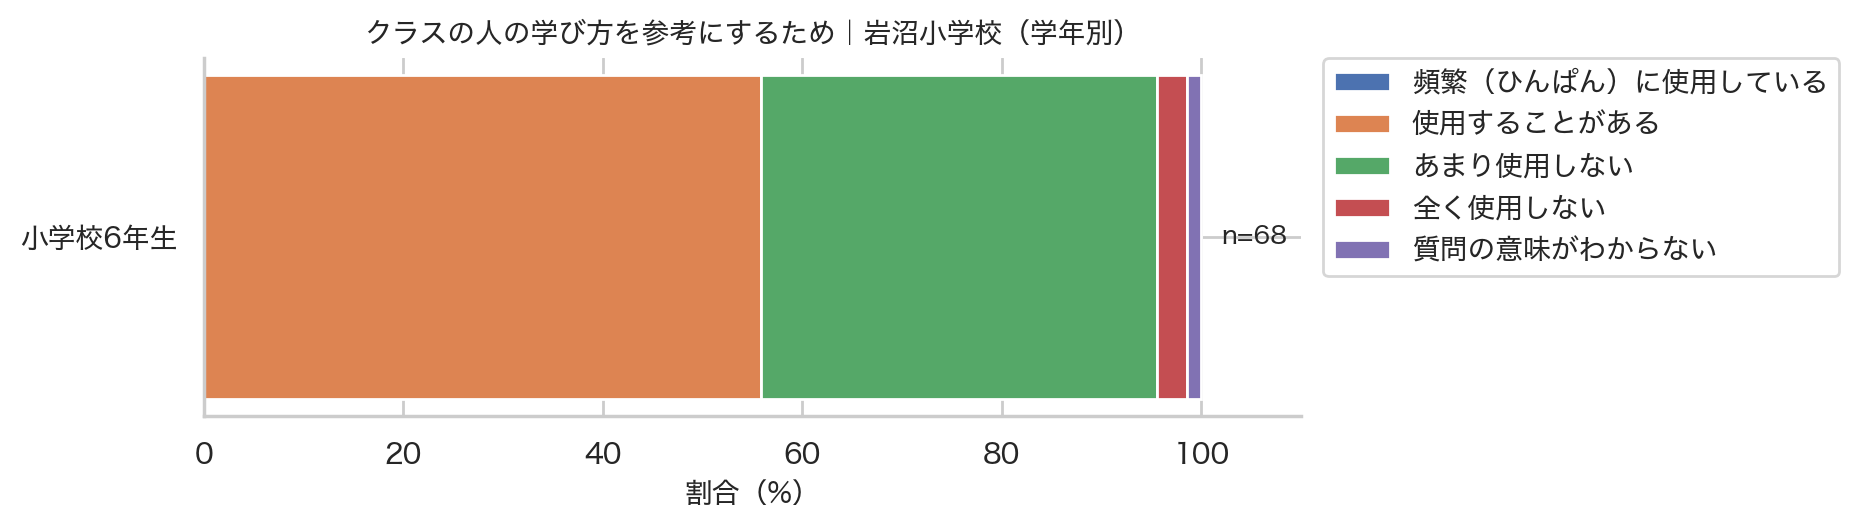 クラスの人の学び方を参考にするため｜岩沼小学校（学年別）
頻繁（ひんぱん）に使用している
使用することがある
あまり使用しない
全く使用しない
質問の意味がわからない
小学校6年生
n=68
0 20 40 60 80 100
割合（%）